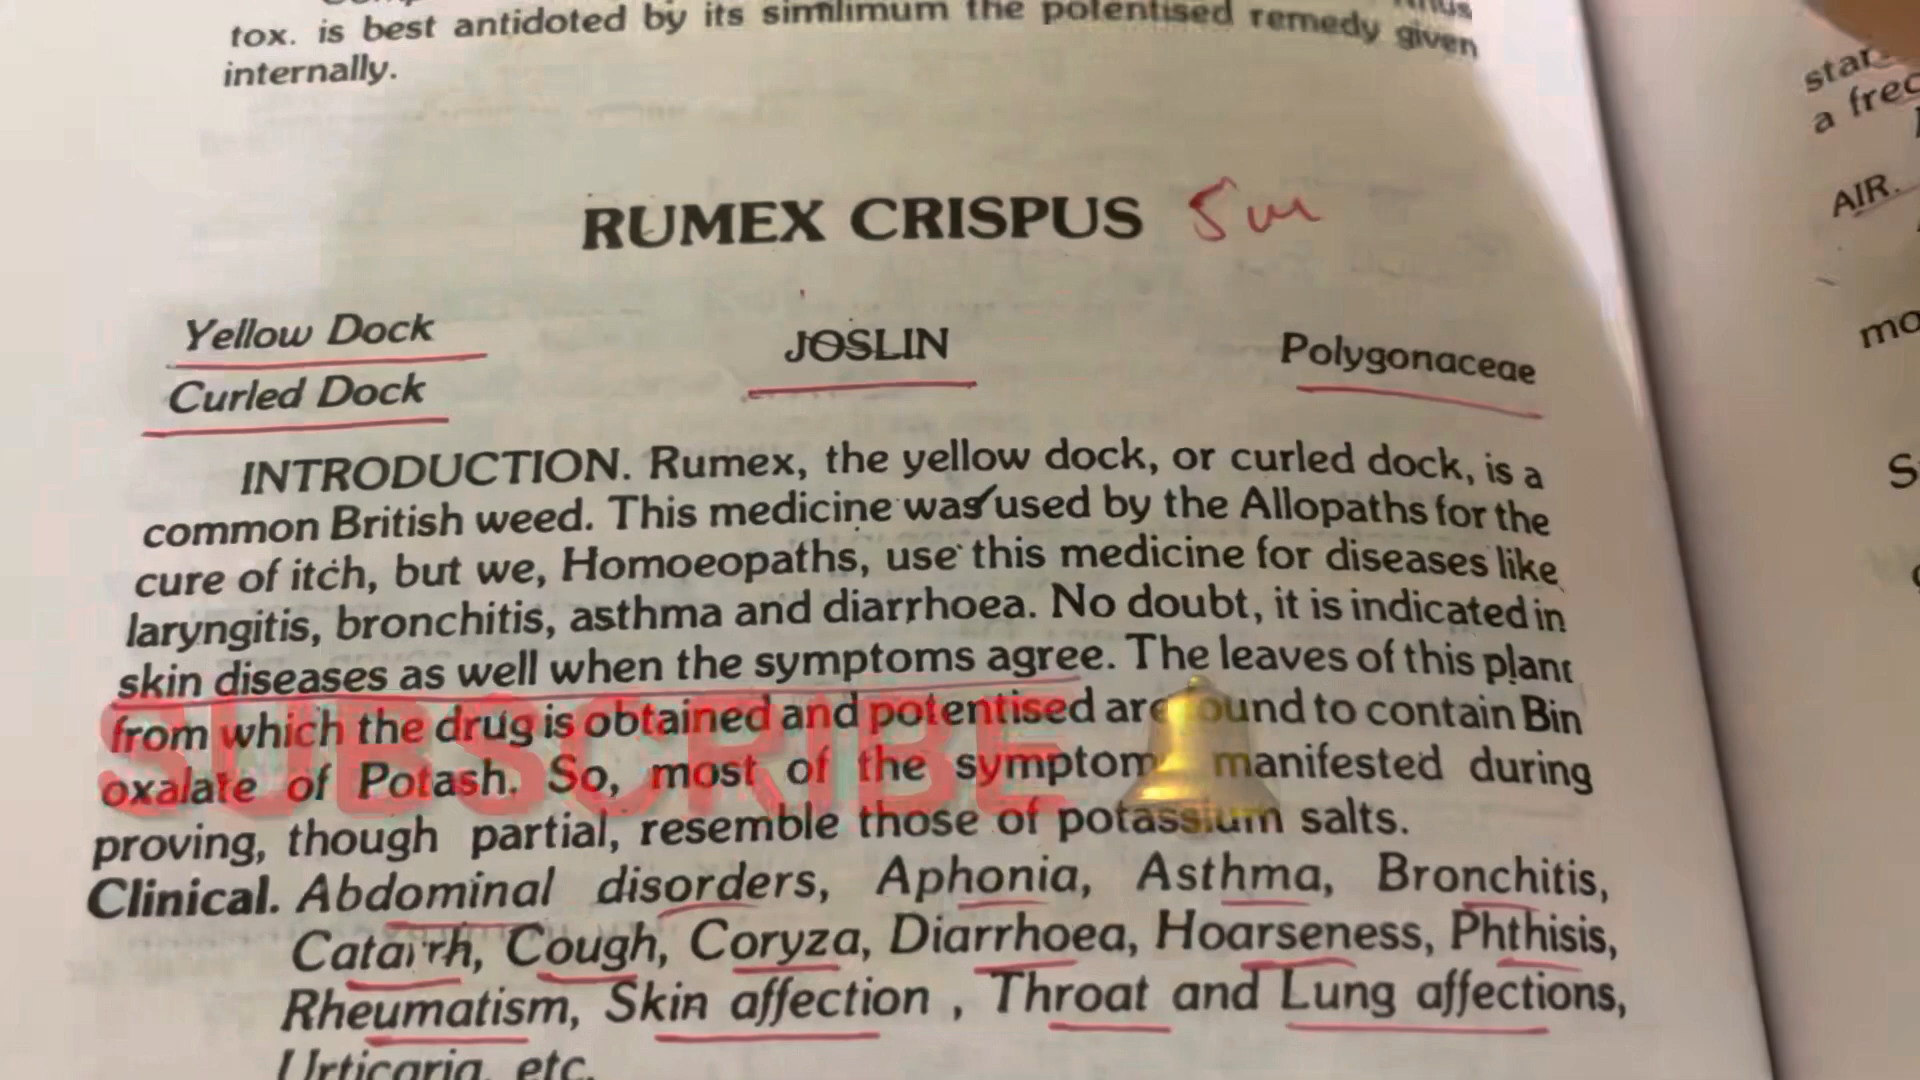 tox. is best antidoted by its simllimum the potentised remedy given
internally.
RUMEX CRISPUS 5m
Yellow Dock
JOSLIN
Polygonaceae
Curled Dock
INTRODUCTION. Rumex, the yellow dock, or curled dock, is a
common British weed. This medicine was used by the Allopaths for the
cure of itch, but we, Homoeopaths, use this medicine for diseases like
laryngitis, bronchitis, asthma and diarrhoea. No doubt, it is indicated in
skin diseases as well when the symptoms agree. The leaves of this plant
from which the drug is obtained and potentised are found to contain Bin
oxalate of Potash. So, most of the symptom manifested during
proving, though partial, resemble those of potassium salts.
SUBSCRIBE
Clinical. Abdominal disorders, Aphonia, Asthma, Bronchitis,
Catarrh, Cough, Coryza, Diarrhoea, Hoarseness, Phthisis,
Rheumatism, Skin affection , Throat and Lung affections,
Urticaria, etc.
AIR.